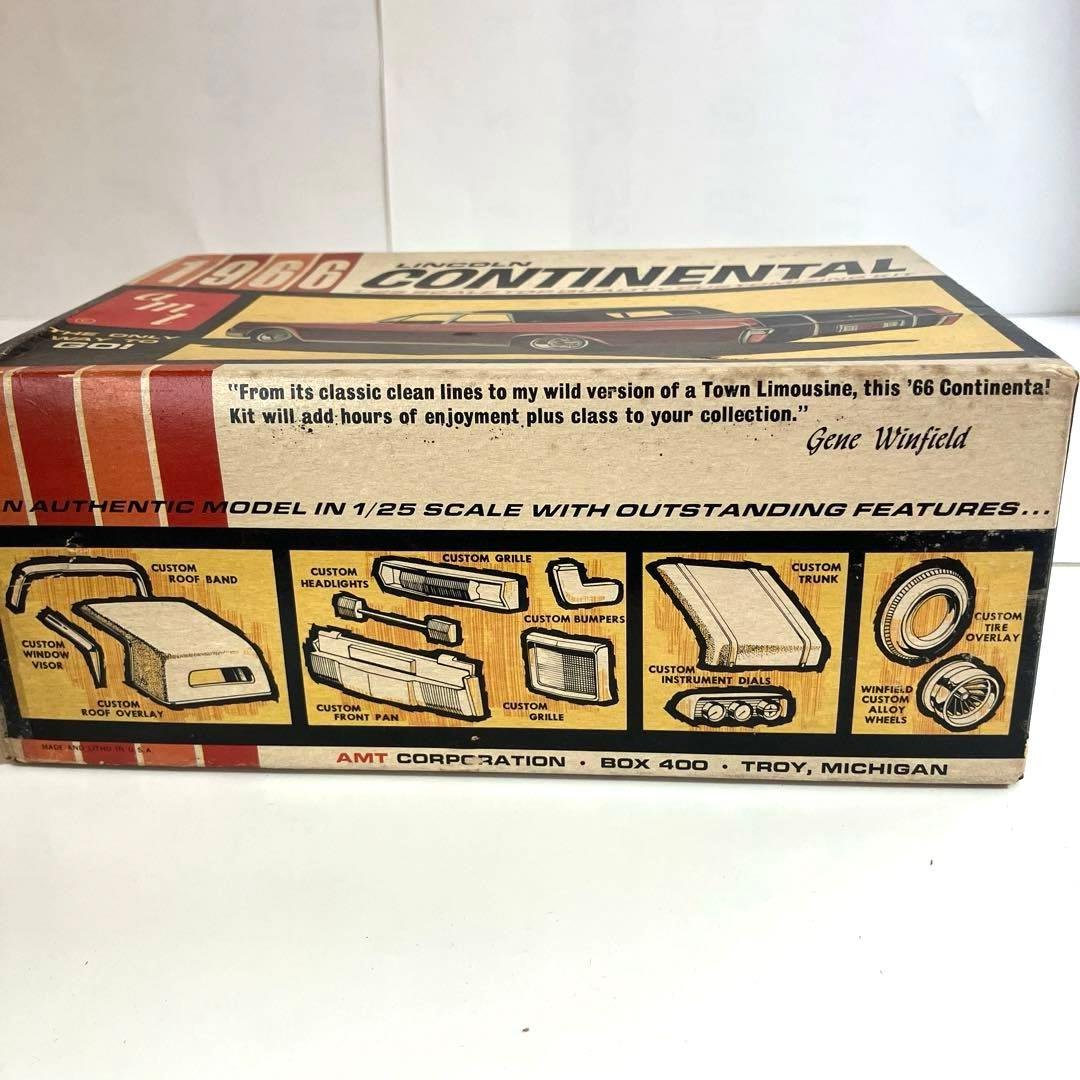 1966
LINCOLN
CONTINENTAL
amt
THE ONLY
WAY TO
GO!
"From its classic clean lines to my wild version of a Town Limousine, this '66 Continental
Kit will add hours of enjoyment plus class to your collection."
Gene Winfield
N AUTHENTIC MODEL IN 1/25 SCALE WITH OUTSTANDING FEATURES...
CUSTOM
ROOF BAND
CUSTOM
WINDOW
VISOR
CUSTOM
ROOF OVERLAY
CUSTOM GRILLE
CUSTOM
HEADLIGHTS
CUSTOM BUMPERS
CUSTOM
FRONT PAN
CUSTOM
GRILLE
CUSTOM
TRUNK
CUSTOM
INSTRUMENT DIALS
CUSTOM
TIRE
OVERLAY
WINFIELD
CUSTOM
ALLOY
WHEELS
MADE AND LITHO IN U.S.A
AMT CORPORATION • BOX 400 • TROY, MICHIGAN